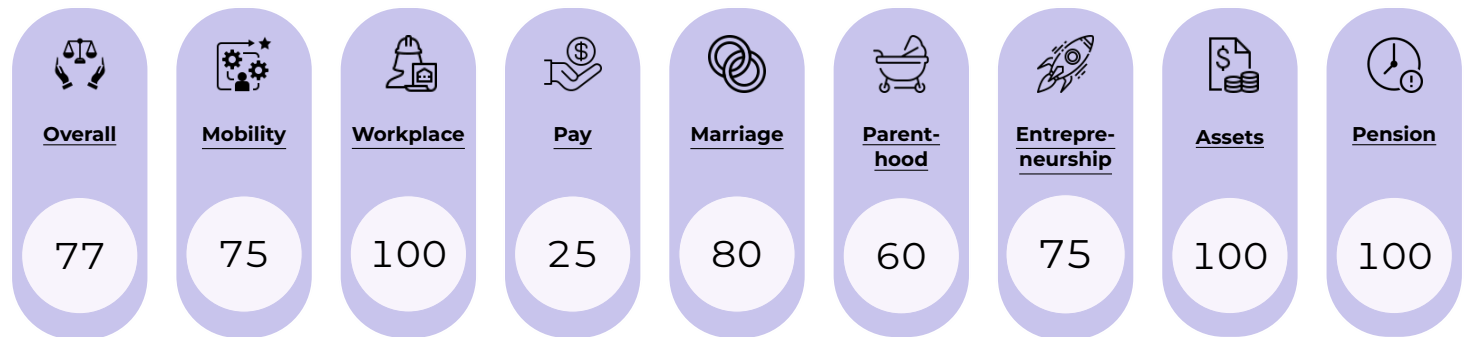 Overall
77
Mobility
75
Workplace
100
Pay
25
Marriage
80
Parent-
hood
60
Entrepre-
neurship
75
$
Assets
100
Pension
100